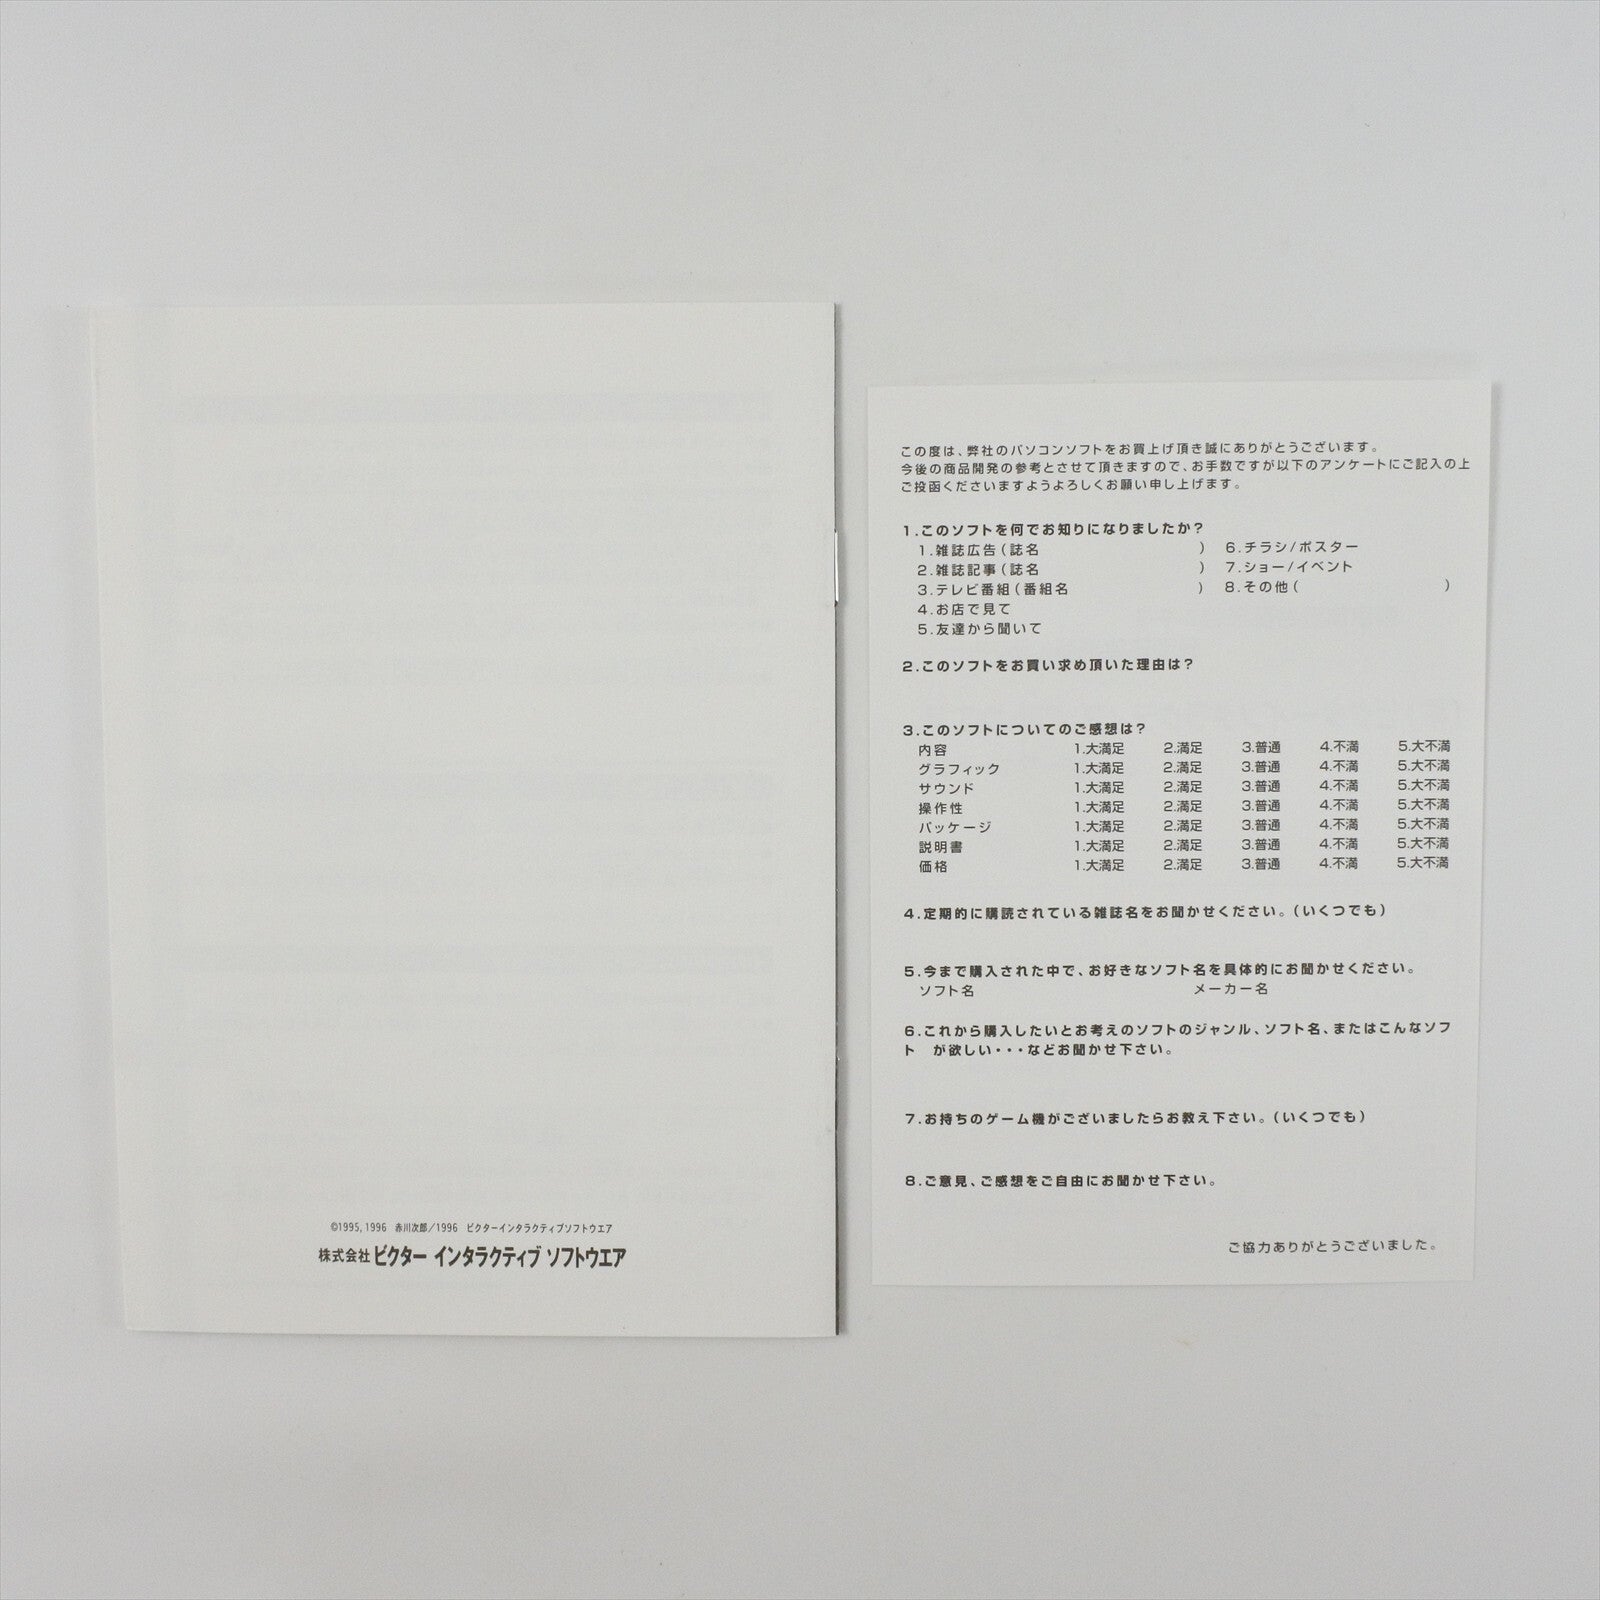 ©1995, 1996 赤川次郎／1996 ビクターインタラクティブソフトウエア
株式会社 ビクター インタラクティブ ソフトウエア
この度は、弊社のパソコンソフトをお買上げ頂き誠にありがとうございます。
今後の商品開発の参考とさせて頂きますので、お手数ですが以下のアンケートにご記入の上
ご投函くださいますようよろしくお願い申し上げます。
1.このソフトを何でお知りになりましたか？
1.雑誌広告（誌名　　　　　　　　　　） 6.チラシ/ポスター
2.雑誌記事（誌名　　　　　　　　　　） 7.ショー/イベント
3.テレビ番組（番組名　　　　　　　　） 8.その他（　　　　　　　　　）
4.お店で見て
5.友達から聞いて
2.このソフトをお買い求め頂いた理由は？
3.このソフトについてのご感想は？
内容 1.大満足 2.満足 3.普通 4.不満 5.大不満
グラフィック 1.大満足 2.満足 3.普通 4.不満 5.大不満
サウンド 1.大満足 2.満足 3.普通 4.不満 5.大不満
操作性 1.大満足 2.満足 3.普通 4.不満 5.大不満
パッケージ 1.大満足 2.満足 3.普通 4.不満 5.大不満
説明書 1.大満足 2.満足 3.普通 4.不満 5.大不満
価格 1.大満足 2.満足 3.普通 4.不満 5.大不満
4.定期的に購読されている雑誌名をお聞かせください。（いくつでも）
5.今まで購入された中で、お好きなソフト名を具体的にお聞かせください。
ソフト名 メーカー名
6.これから購入したいとお考えのソフトのジャンル、ソフト名、またはこんなソフ
ト　が欲しい・・・などお聞かせ下さい。
7.お持ちのゲーム機がございましたらお教え下さい。（いくつでも）
8.ご意見、ご感想をご自由にお聞かせ下さい。
ご協力ありがとうございました。